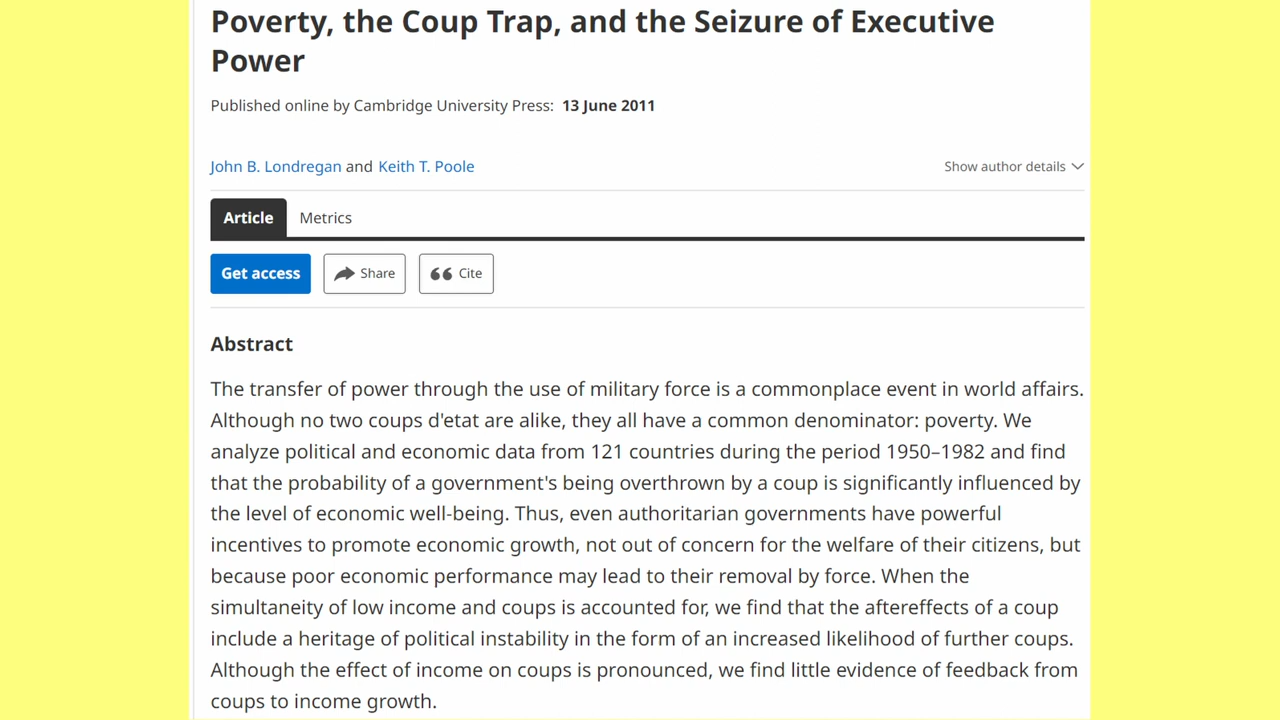 Poverty, the Coup Trap, and the Seizure of Executive
Power
Published online by Cambridge University Press: 13 June 2011
John B. Londregan and Keith T. Poole
Show author details
Article Metrics
Get access Share Cite
Abstract
The transfer of power through the use of military force is a commonplace event in world affairs.
Although no two coups d'etat are alike, they all have a common denominator: poverty. We
analyze political and economic data from 121 countries during the period 1950–1982 and find
that the probability of a government's being overthrown by a coup is significantly influenced by
the level of economic well-being. Thus, even authoritarian governments have powerful
incentives to promote economic growth, not out of concern for the welfare of their citizens, but
because poor economic performance may lead to their removal by force. When the
simultaneity of low income and coups is accounted for, we find that the aftereffects of a coup
include a heritage of political instability in the form of an increased likelihood of further coups.
Although the effect of income on coups is pronounced, we find little evidence of feedback from
coups to income growth.